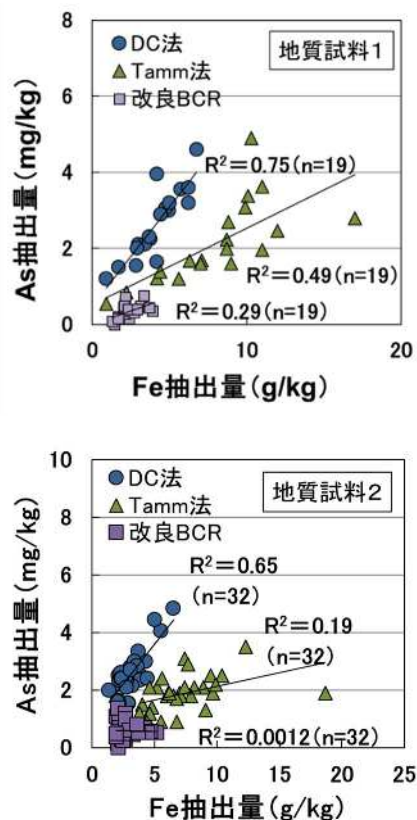 8
6
4
2
0
As抽出量(mg/kg)
DC法
Tamm法
改良BCR
地質試料1
R²=0.75(n=19)
R²=0.49(n=19)
R²=0.29(n=19)
0 5 10 15 20
Fe抽出量(g/kg)
10
8
6
4
2
0
As抽出量(mg/kg)
DC法
Tamm法
改良BCR
地質試料2
R²=0.65
(n=32)
R²=0.19
(n=32)
R²=0.0012(n=32)
0 5 10 15 20
Fe抽出量(g/kg)